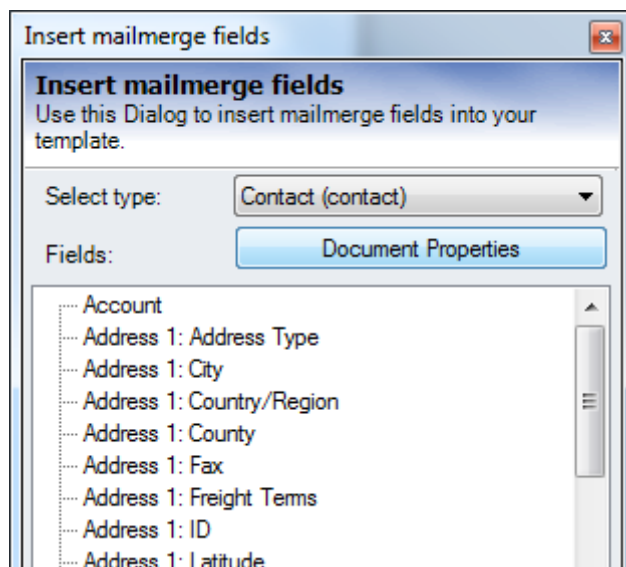 Insert mailmerge fields
Insert mailmerge fields
Use this Dialog to insert mailmerge fields into your
template.
Select type: Contact (contact)
Fields: Document Properties
Account
Address 1: Address Type
Address 1: City
Address 1: Country/Region
Address 1: County
Address 1: Fax
Address 1: Freight Terms
Address 1: ID
Address 1: Latitude